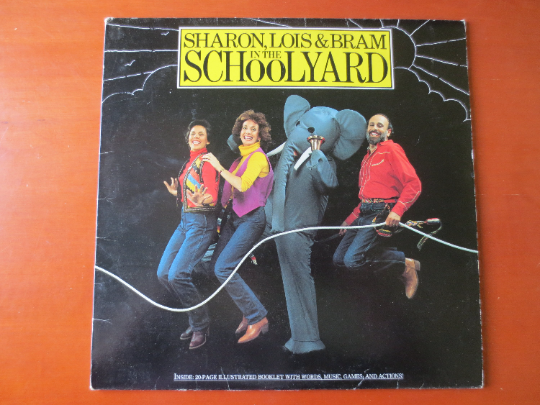 SHARON, LOIS & BRAM
IN THE
SCHOOLYARD
INSIDE: 20-PAGE ILLUSTRATED BOOKLET WITH WORDS, MUSIC, GAMES, AND ACTIONS!